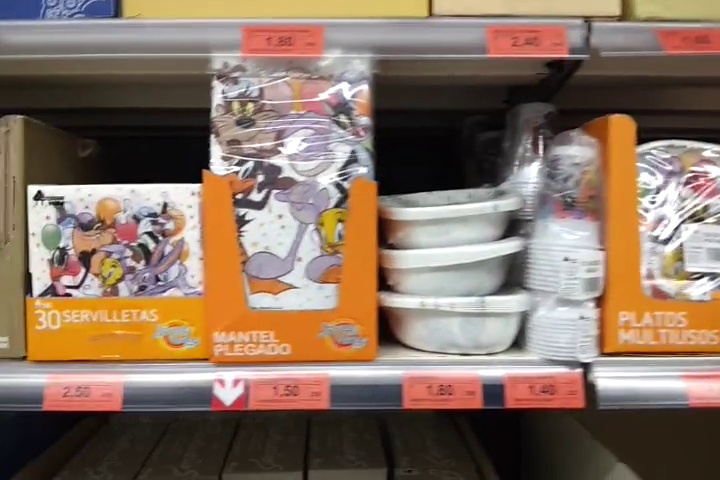 1,80
2,40
30 SERVILLETAS
MANTEL
PLEGADO
PLATOS
MULTIUSOS
2,50
1,50
1,80
1,40